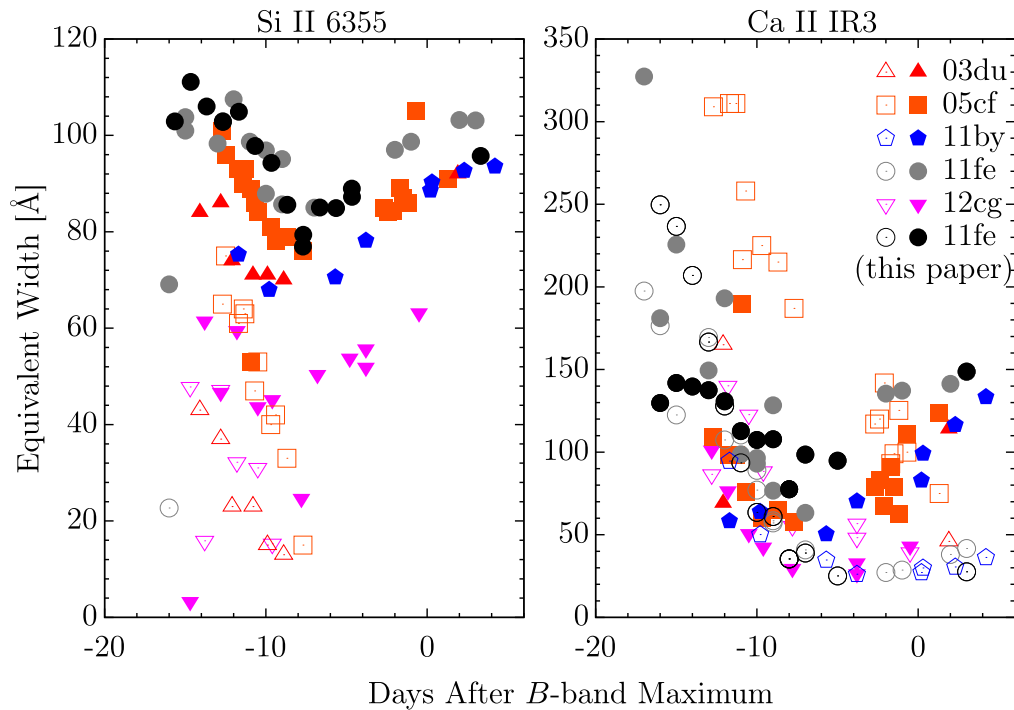 Si II 6355
Ca II IR3
Equivalent Width [Å]
120
100
80
60
40
20
0
350
300
250
200
150
100
50
0
03du
05cf
11by
11fe
12cg
11fe
(this paper)
-20
-10
0
-20
-10
0
Days After B-band Maximum